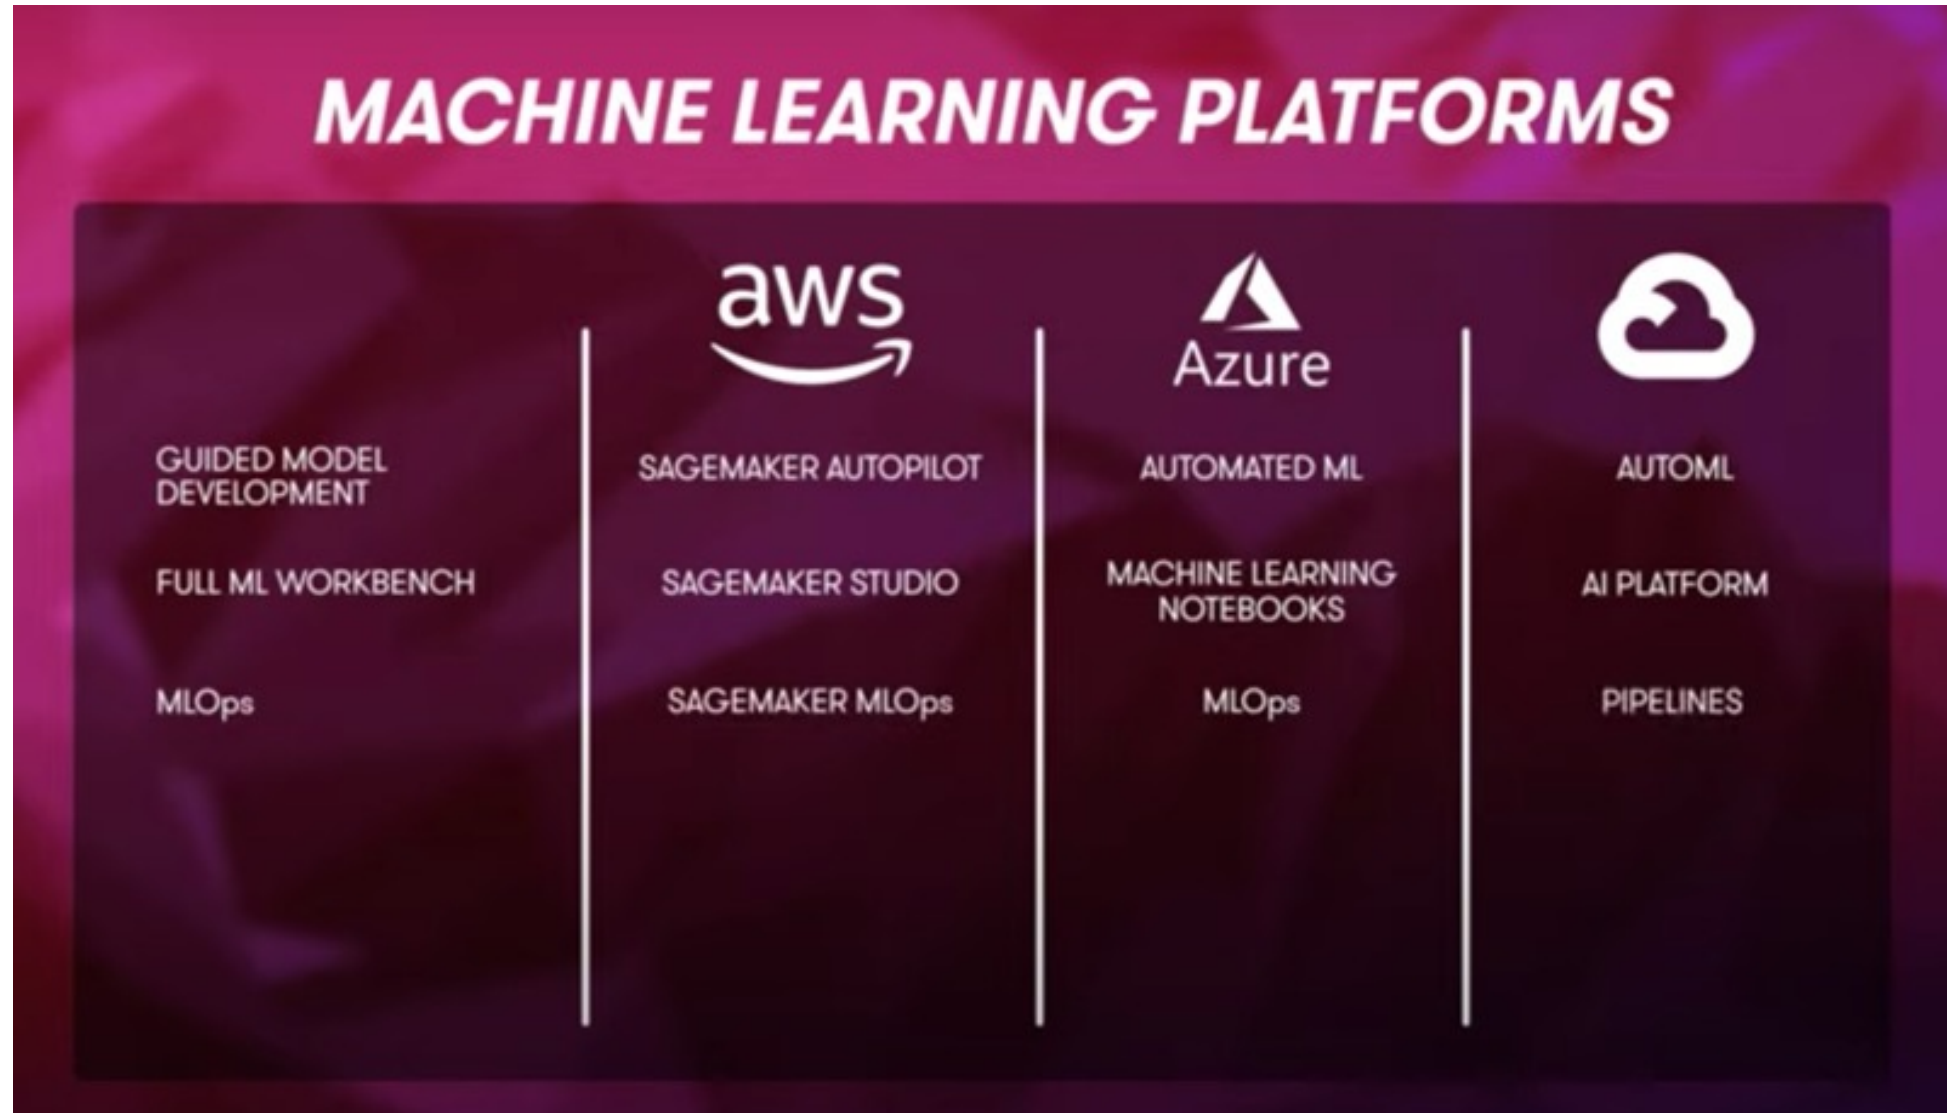 MACHINE LEARNING PLATFORMS
aws
Azure
GUIDED MODEL
DEVELOPMENT
SAGEMAKER AUTOPILOT
AUTOMATED ML
AUTOML
FULL ML WORKBENCH
SAGEMAKER STUDIO
MACHINE LEARNING
NOTEBOOKS
AI PLATFORM
MLOps
SAGEMAKER MLOps
MLOps
PIPELINES